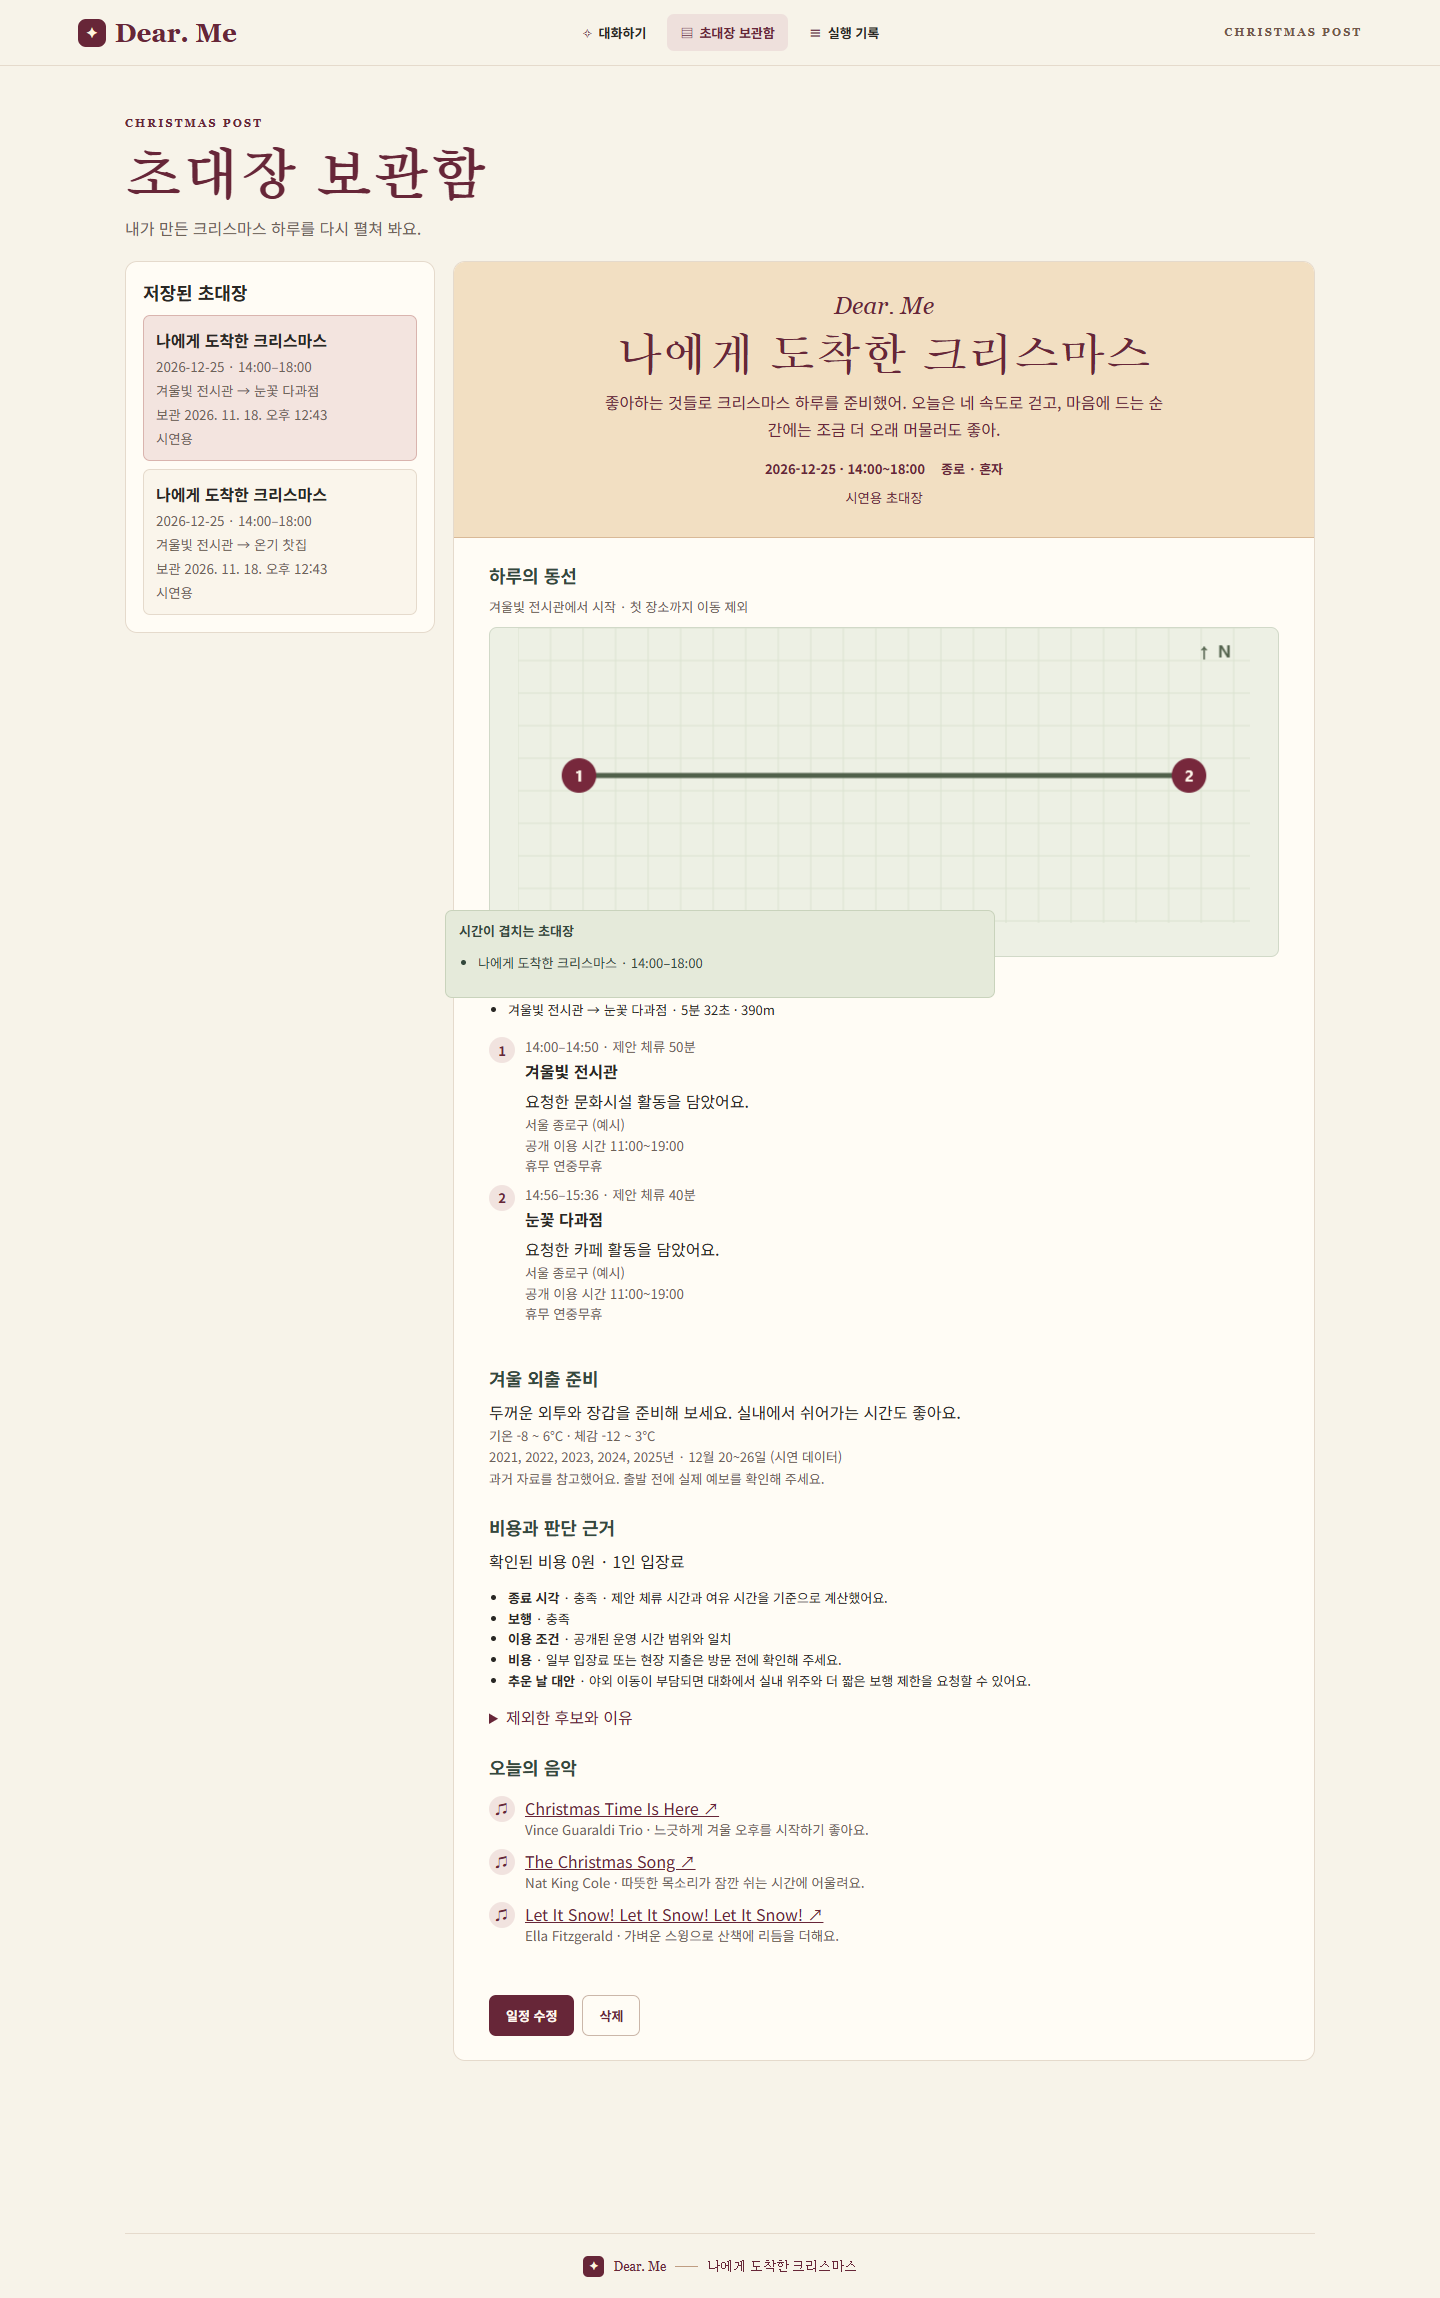 Dear. Me
대화하기
초대장 보관함
실행 기록
CHRISTMAS POST
CHRISTMAS POST
초대장 보관함
내가 만든 크리스마스 하루를 다시 펼쳐 봐요.
저장된 초대장
나에게 도착한 크리스마스
2026-12-25 · 14:00–18:00
겨울빛 전시관 → 눈꽃 다과점
보관 2026. 11. 18. 오후 12:43
시연용
나에게 도착한 크리스마스
2026-12-25 · 14:00–18:00
겨울빛 전시관 → 온기 찻집
보관 2026. 11. 18. 오후 12:43
시연용
Dear. Me
나에게 도착한 크리스마스
좋아하는 것들로 크리스마스 하루를 준비했어. 오늘은 네 속도로 걷고, 마음에 드는 순
간에는 조금 더 오래 머물러도 좋아.
2026-12-25 · 14:00~18:00 종로 · 혼자
시연용 초대장
하루의 동선
겨울빛 전시관에서 시작 · 첫 장소까지 이동 제외
↑ N
1
2
시간이 겹치는 초대장
• 나에게 도착한 크리스마스 · 14:00–18:00
• 겨울빛 전시관 → 눈꽃 다과점 · 5분 32초 · 390m
1 14:00–14:50 · 제안 체류 50분
겨울빛 전시관
요청한 문화시설 활동을 담았어요.
서울 종로구 (예시)
공개 이용 시간 11:00~19:00
휴무 연중무휴
2 14:56–15:36 · 제안 체류 40분
눈꽃 다과점
요청한 카페 활동을 담았어요.
서울 종로구 (예시)
공개 이용 시간 11:00~19:00
휴무 연중무휴
겨울 외출 준비
두꺼운 외투와 장갑을 준비해 보세요. 실내에서 쉬어가는 시간도 좋아요.
기온 -8 ~ 6°C · 체감 -12 ~ 3°C
2021, 2022, 2023, 2024, 2025년 · 12월 20~26일 (시연 데이터)
과거 자료를 참고했어요. 출발 전에 실제 예보를 확인해 주세요.
비용과 판단 근거
확인된 비용 0원 · 1인 입장료
• 종료 시각 · 충족 · 제안 체류 시간과 여유 시간을 기준으로 계산했어요.
• 보행 · 충족
• 이용 조건 · 공개된 운영 시간 범위와 일치
• 비용 · 일부 입장료 또는 현장 지출은 방문 전에 확인해 주세요.
• 추운 날 대안 · 야외 이동이 부담되면 대화에서 실내 위주와 더 짧은 보행 제한을 요청할 수 있어요.
▶ 제외한 후보와 이유
오늘의 음악
♫ Christmas Time Is Here ↗
Vince Guaraldi Trio · 느긋하게 겨울 오후를 시작하기 좋아요.
♫ The Christmas Song ↗
Nat King Cole · 따뜻한 목소리가 잠깐 쉬는 시간에 어울려요.
♫ Let It Snow! Let It Snow! Let It Snow! ↗
Ella Fitzgerald · 가벼운 스윙으로 산책에 리듬을 더해요.
일정 수정
삭제
Dear. Me — 나에게 도착한 크리스마스